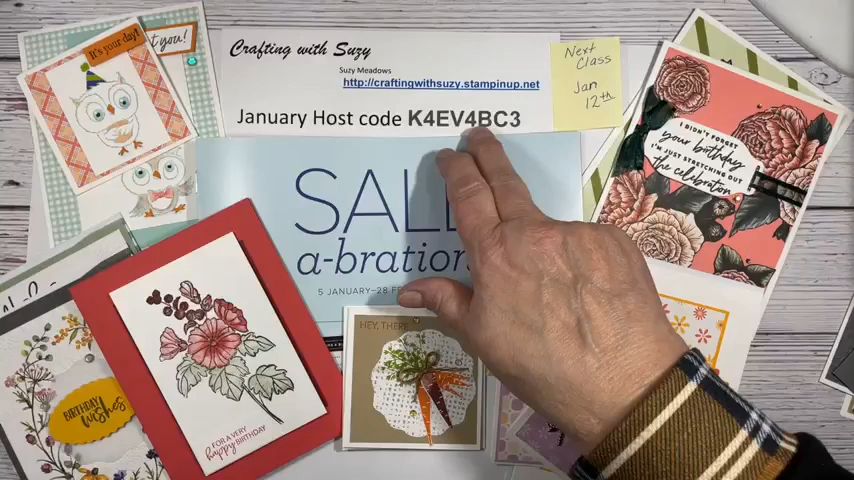 It's your day!
t you!
Crafting with Suzy
Suzy Meadows
http://craftingwithsuzy.stampinup.net
January Host code K4EV4BC3
Next
Class
Jan
12th
SAL
a-bration
5 JANUARY–28 FE
I DIDN'T FORGET
your birthday
I'M JUST STRETCHING OUT
the celebration
HEY, THERE
BIRTHDAY
wishes
FOR A VERY
happy BIRTHDAY